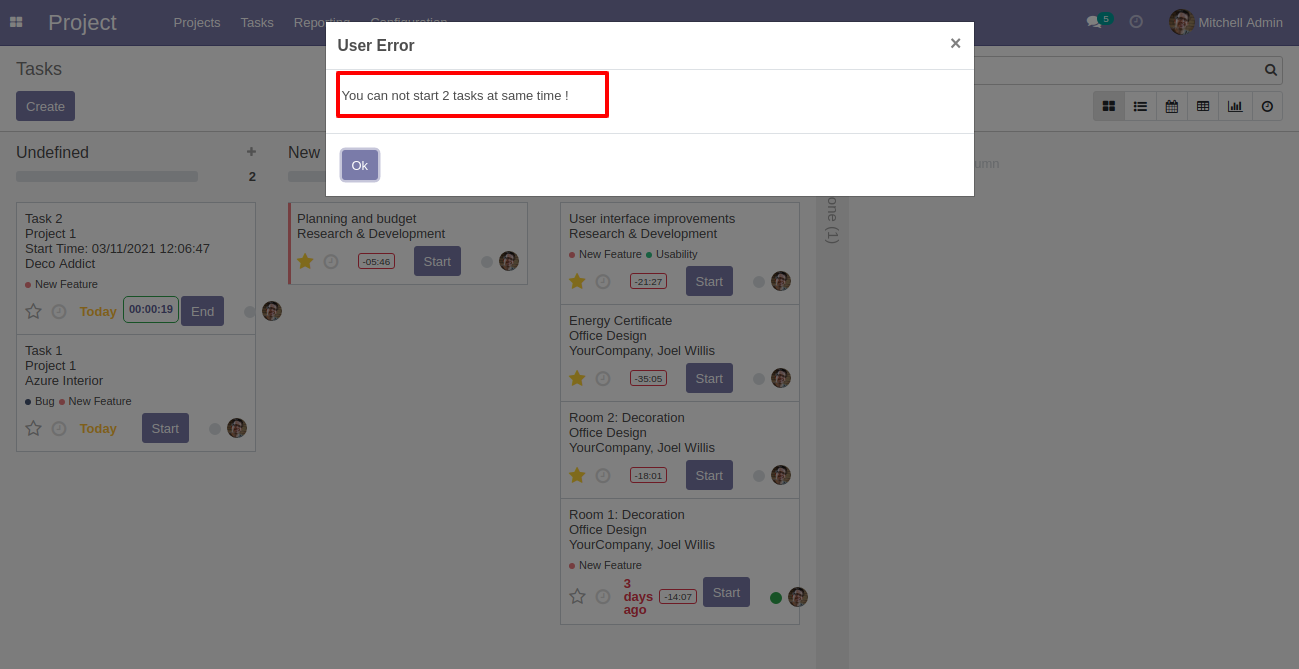 Project
Projects Tasks Reporting Configuration
5
Mitchell Admin
User Error
×
You can not start 2 tasks at same time !
Ok
Tasks
Create
Undefined
+
2
Task 2
Project 1
Start Time: 03/11/2021 12:06:47
Deco Addict
New Feature
Today 00:00:19 End
Task 1
Project 1
Azure Interior
Bug New Feature
Today Start
New
Planning and budget
Research & Development
-05:46 Start
User interface improvements
Research & Development
New Feature Usability
-21:27 Start
Energy Certificate
Office Design
YourCompany, Joel Willis
-35:05 Start
Room 2: Decoration
Office Design
YourCompany, Joel Willis
-18:01 Start
Room 1: Decoration
Office Design
YourCompany, Joel Willis
New Feature
3 days ago -14:07 Start
one (1)
umn